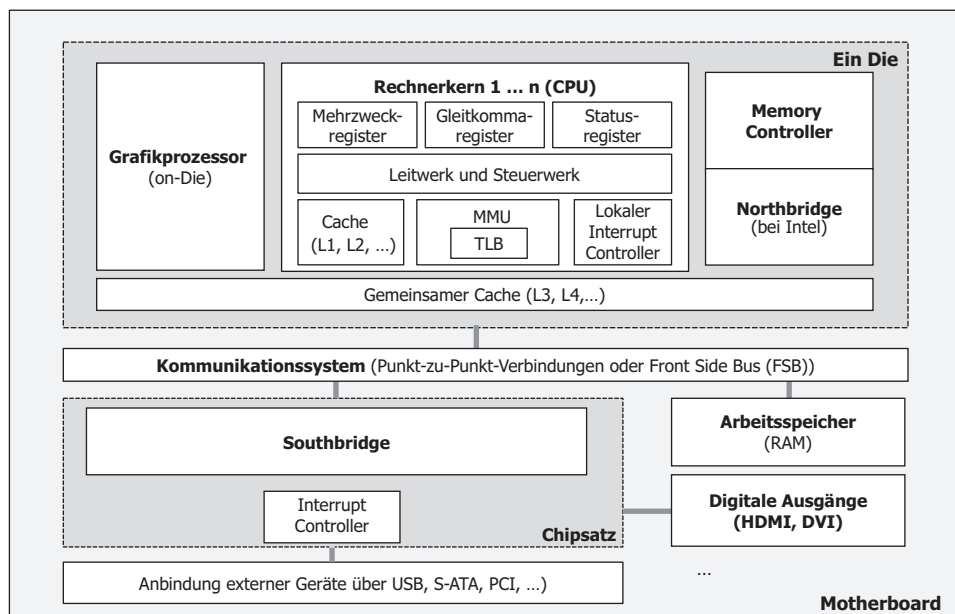 Ein Die
Grafikprozessor
(on-Die)
Rechnerkern 1 ... n (CPU)
Mehrzweck-
register
Gleitkomma-
register
Status-
register
Leitwerk und Steuerwerk
Cache
(L1, L2, ...)
MMU
TLB
Lokaler
Interrupt
Controller
Memory
Controller
Northbridge
(bei Intel)
Gemeinsamer Cache (L3, L4,...)
Kommunikationssystem (Punkt-zu-Punkt-Verbindungen oder Front Side Bus (FSB))
Southbridge
Interrupt
Controller
Chipsatz
Arbeitsspeicher
(RAM)
Digitale Ausgänge
(HDMI, DVI)
Anbindung externer Geräte über USB, S-ATA, PCI, ...)
...
Motherboard